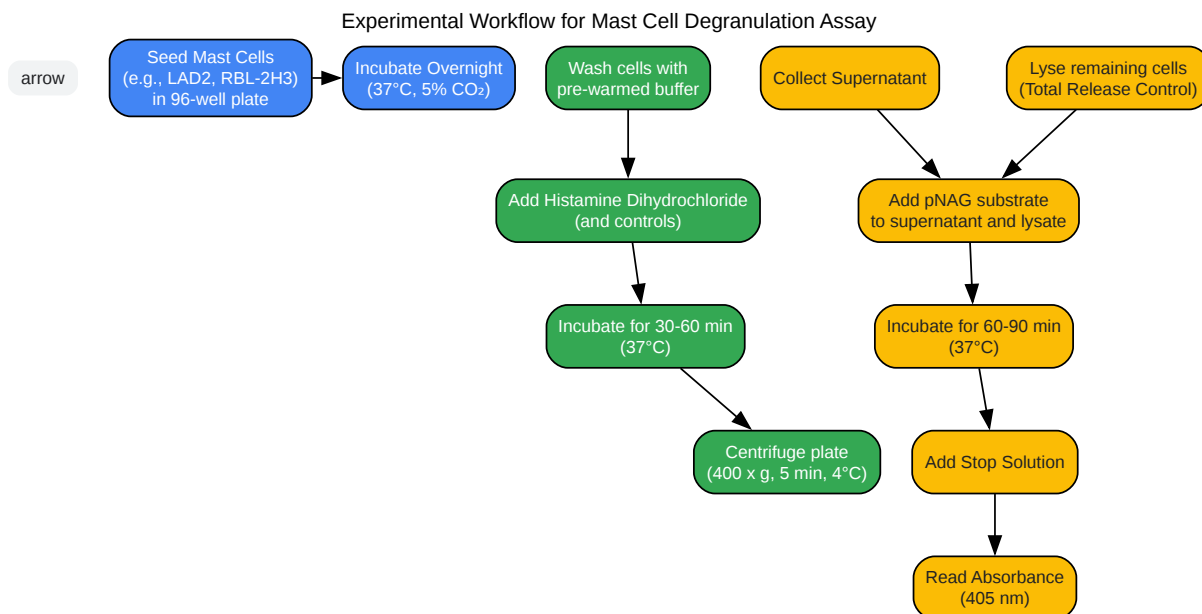 Experimental Workflow for Mast Cell Degranulation Assay
arrow
Seed Mast Cells
(e.g., LAD2, RBL-2H3)
in 96-well plate
Incubate Overnight
(37°C, 5% CO₂)
Wash cells with
pre-warmed buffer
Add Histamine Dihydrochloride
(and controls)
Incubate for 30-60 min
(37°C)
Centrifuge plate
(400 x g, 5 min, 4°C)
Collect Supernatant
Lyse remaining cells
(Total Release Control)
Add pNAG substrate
to supernatant and lysate
Incubate for 60-90 min
(37°C)
Add Stop Solution
Read Absorbance
(405 nm)